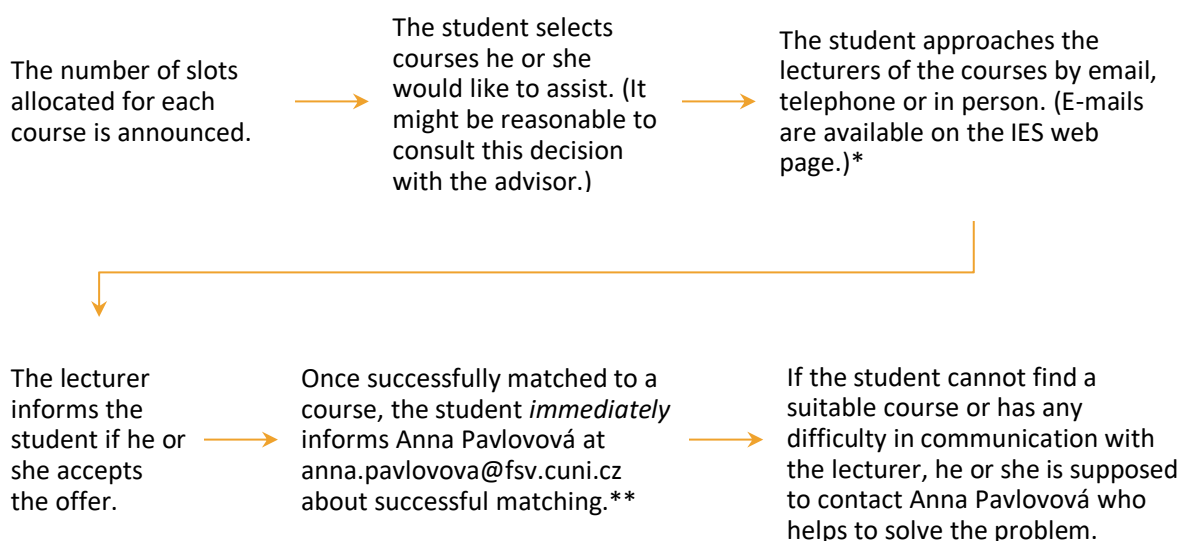 The number of slots
allocated for each
course is announced.
The student selects
courses he or she
would like to assist. (It
might be reasonable to
consult this decision
with the advisor.)
The student approaches the
lecturers of the courses by email,
telephone or in person. (E-mails
are available on the IES web
page.)*
The lecturer
informs the
student if he or
she accepts
the offer.
Once successfully matched to a
course, the student immediately
informs Anna Pavlovová at
anna.pavlovova@fsv.cuni.cz
about successful matching.**
If the student cannot find a
suitable course or has any
difficulty in communication with
the lecturer, he or she is supposed
to contact Anna Pavlovová who
helps to solve the problem.